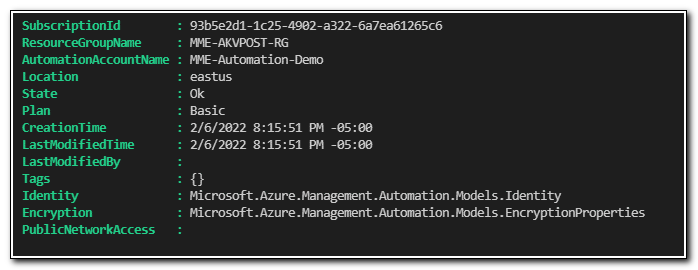 SubscriptionId : 93b5e2d1-1c25-4902-a322-6a7ea61265c6
ResourceGroupName : MME-AKVPOST-RG
AutomationAccountName : MME-Automation-Demo
Location : eastus
State : Ok
Plan : Basic
CreationTime : 2/6/2022 8:15:51 PM -05:00
LastModifiedTime : 2/6/2022 8:15:51 PM -05:00
LastModifiedBy :
Tags : {}
Identity : Microsoft.Azure.Management.Automation.Models.Identity
Encryption : Microsoft.Azure.Management.Automation.Models.EncryptionProperties
PublicNetworkAccess :